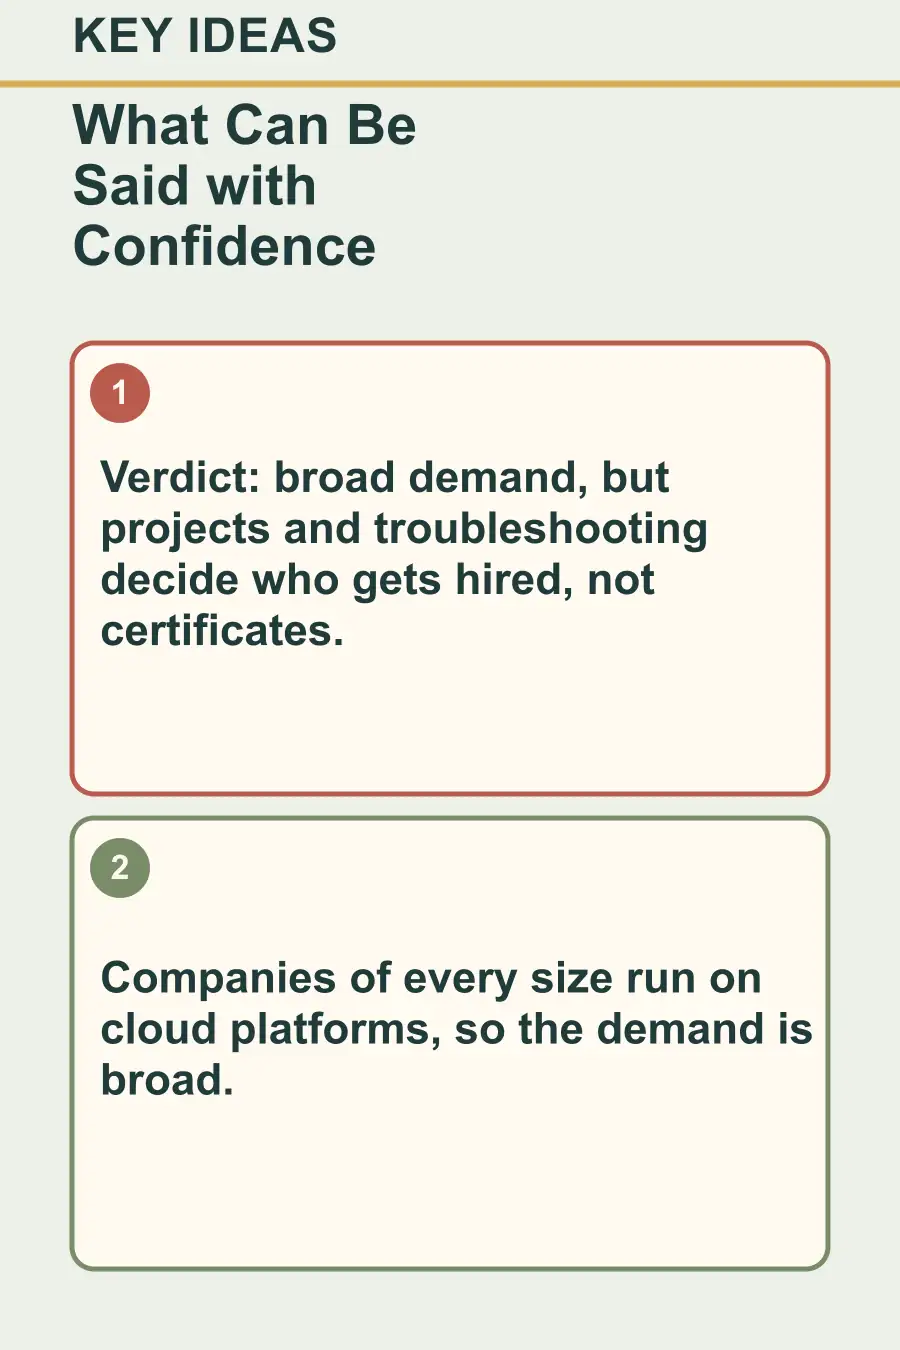 KEY IDEAS
What Can Be
Said with
Confidence
1
Verdict: broad demand, but
projects and troubleshooting
decide who gets hired, not
certificates.
2
Companies of every size run on
cloud platforms, so the demand is
broad.